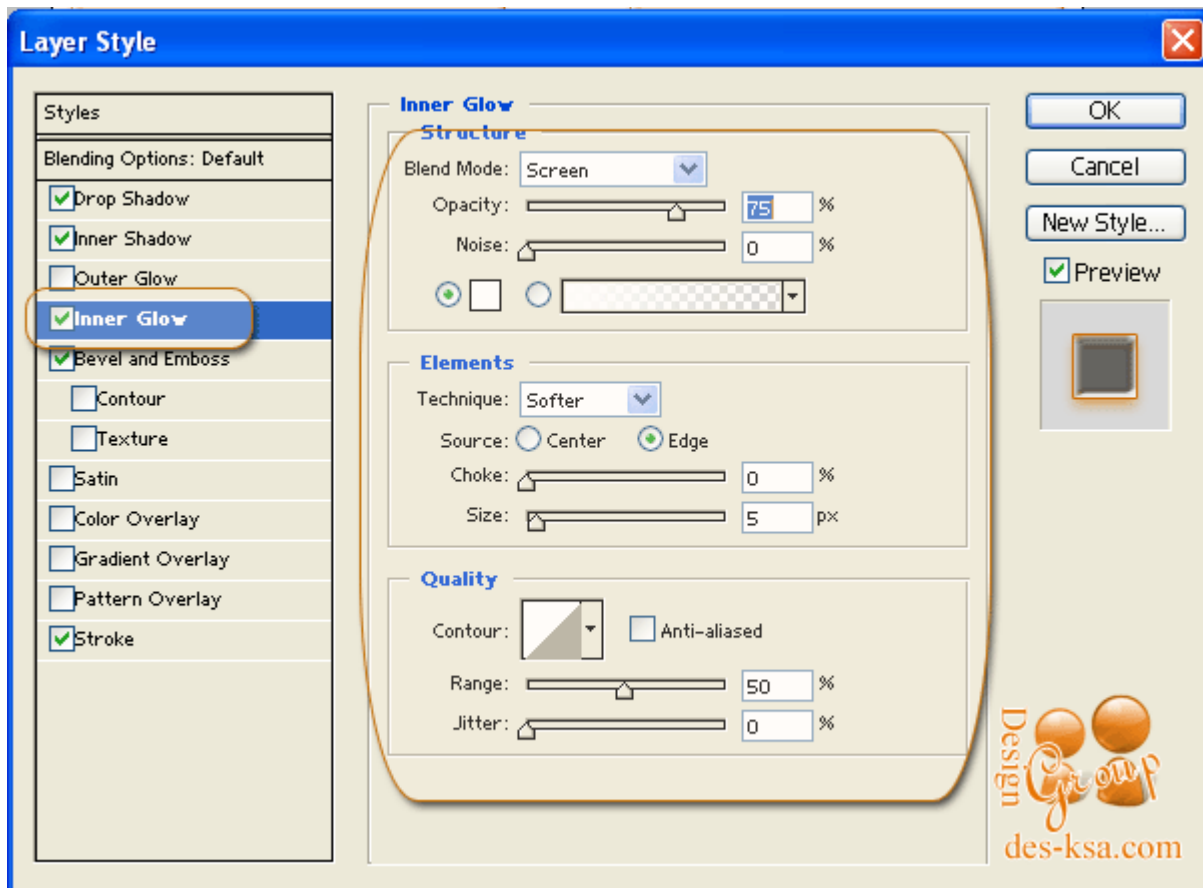 Layer Style
Styles
Blending Options: Default
Drop Shadow
Inner Shadow
Outer Glow
Inner Glow
Bevel and Emboss
Contour
Texture
Satin
Color Overlay
Gradient Overlay
Pattern Overlay
Stroke
Inner Glow
Structure
Blend Mode: Screen
Opacity: 75 %
Noise: 0 %
Elements
Technique: Softer
Source: Center Edge
Choke: 0 %
Size: 5 px
Quality
Contour: Anti-aliased
Range: 50 %
Jitter: 0 %
OK
Cancel
New Style...
Preview
Design
Group
des-ksa.com